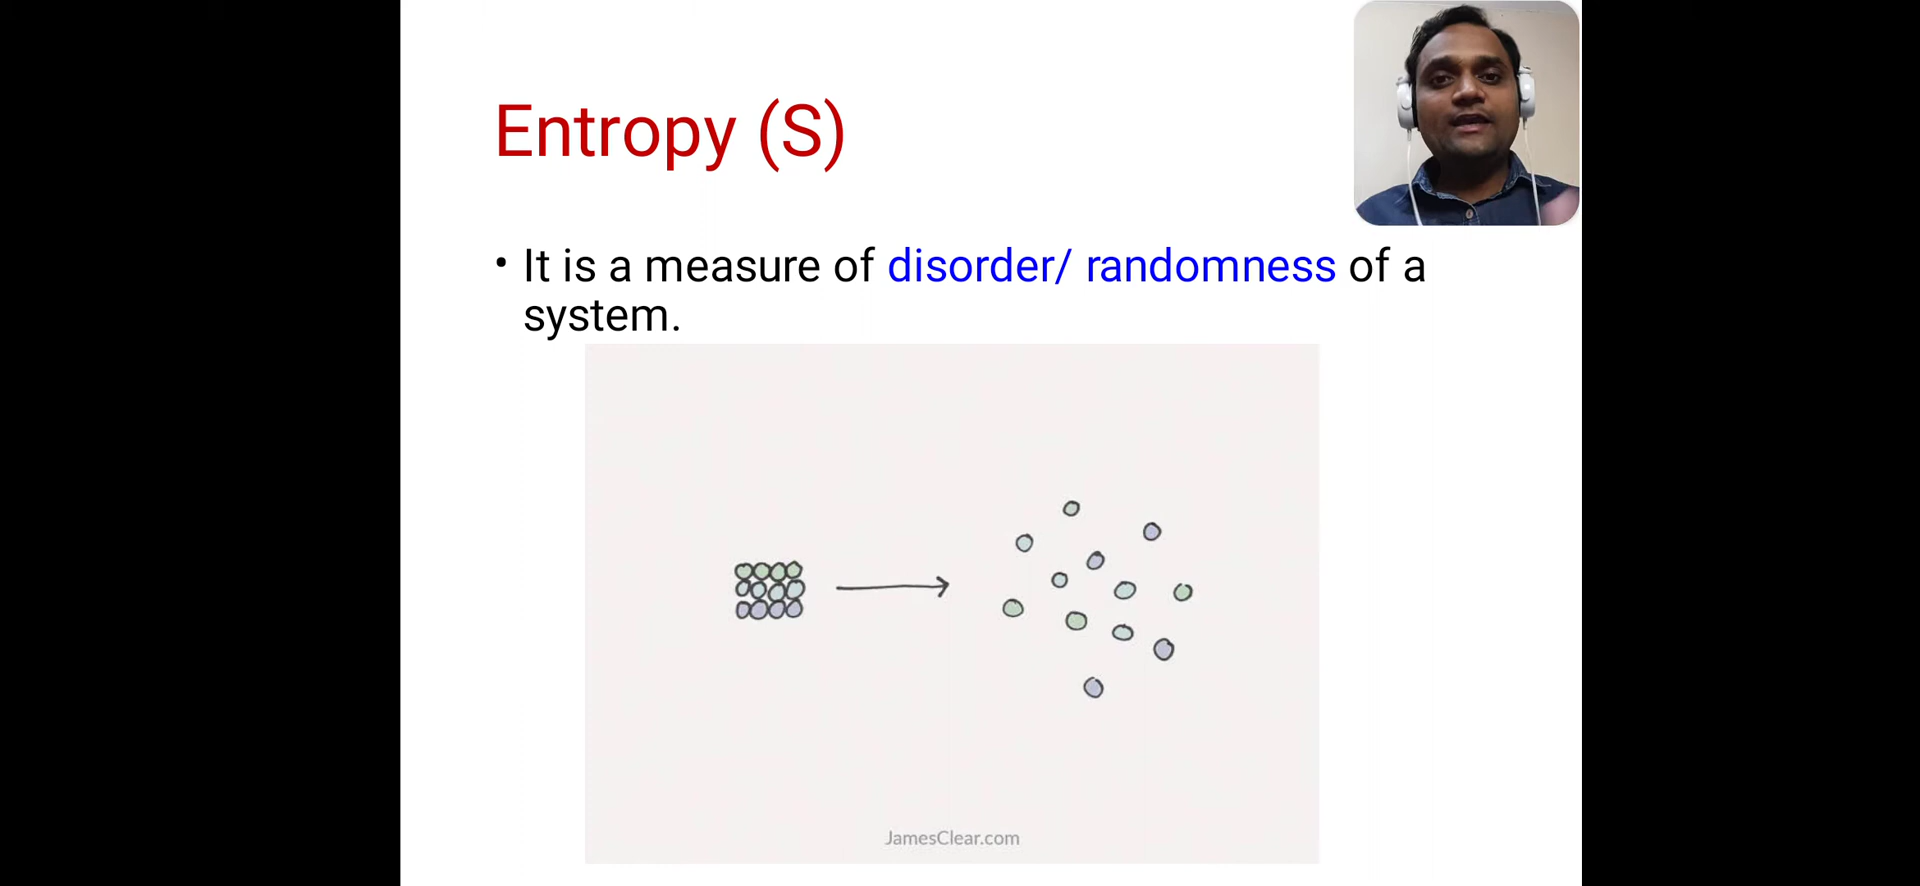 Entropy (S)
• It is a measure of disorder/ randomness of a
system.
JamesClear.com